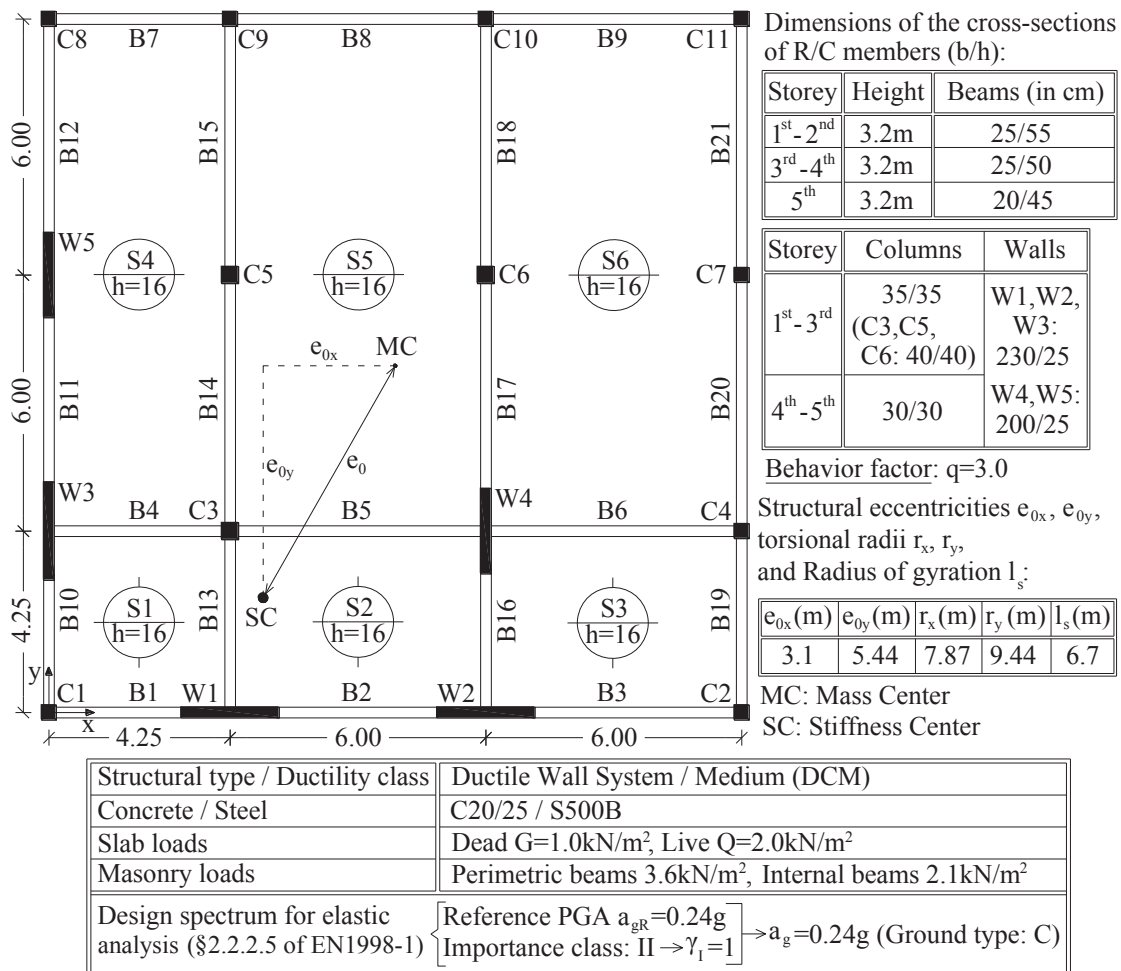 C8 B7 C9 B8 C10 B9 C11
6.00
B12 B15 B18 B21
W5
S4
h=16
C5
S5
h=16
C6
S6
h=16
C7
e0x MC
6.00
B11 B14 B17 B20
e0y e0
W3
B4 C3 B5 W4 B6 C4
4.25
B10
S1
h=16
B13
SC
S2
h=16
B16
S3
h=16
B19
y
x
C1 B1 W1 B2 W2 B3 C2
4.25 6.00 6.00
Dimensions of the cross-sections
of R/C members (b/h):
Storey Height Beams (in cm)
1st-2nd 3.2m 25/55
3rd-4th 3.2m 25/50
5th 3.2m 20/45
Storey Columns Walls
1st-3rd
35/35
(C3,C5,
C6: 40/40)
4th-5th 30/30
W1,W2,
W3:
230/25
W4,W5:
200/25
Behavior factor: q=3.0
Structural eccentricities e0x, e0y,
torsional radii rx, ry,
and Radius of gyration ls:
e0x(m) e0y(m) rx(m) ry(m) ls(m)
3.1 5.44 7.87 9.44 6.7
MC: Mass Center
SC: Stiffness Center
Structural type / Ductility class Ductile Wall System / Medium (DCM)
Concrete / Steel C20/25 / S500B
Slab loads Dead G=1.0kN/m², Live Q=2.0kN/m²
Masonry loads Perimetric beams 3.6kN/m², Internal beams 2.1kN/m²
Design spectrum for elastic
analysis (§2.2.2.5 of EN1998-1)
Reference PGA agR=0.24g
Importance class: II → γI=1
→ ag=0.24g (Ground type: C)